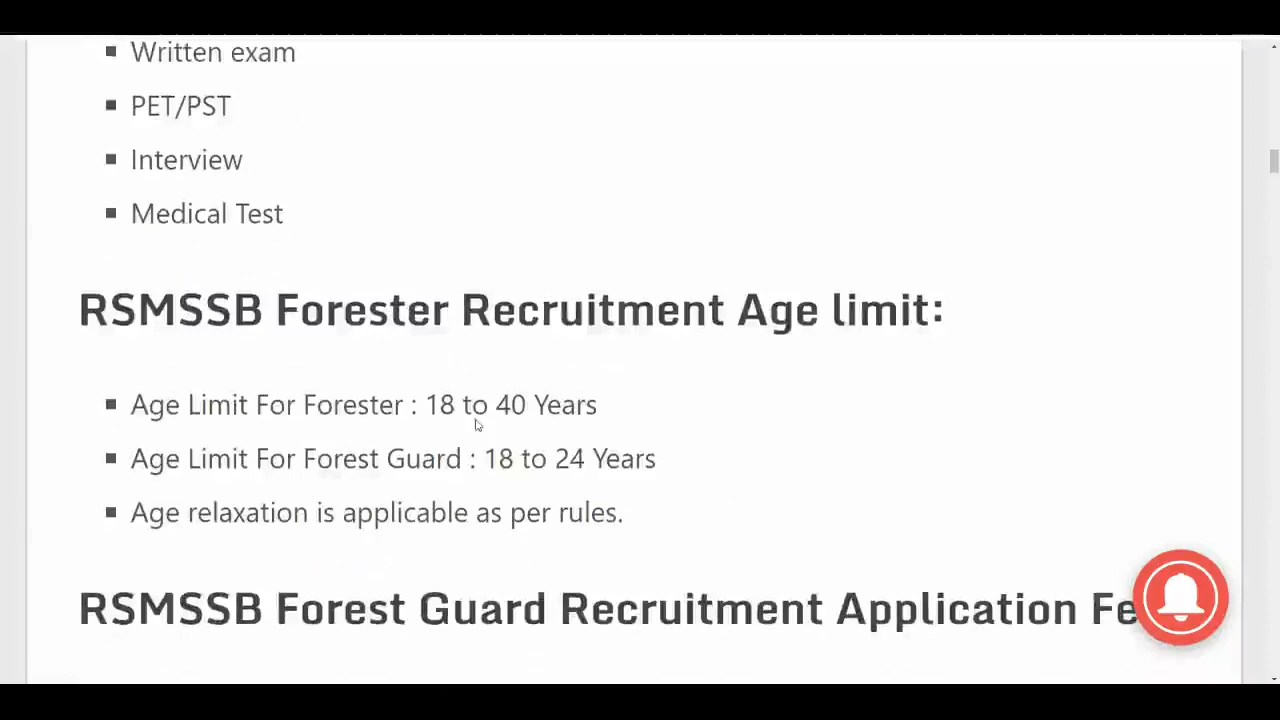 Written exam
PET/PST
Interview
Medical Test
RSMSSB Forester Recruitment Age limit:
Age Limit For Forester : 18 to 40 Years
Age Limit For Forest Guard : 18 to 24 Years
Age relaxation is applicable as per rules.
RSMSSB Forest Guard Recruitment Application